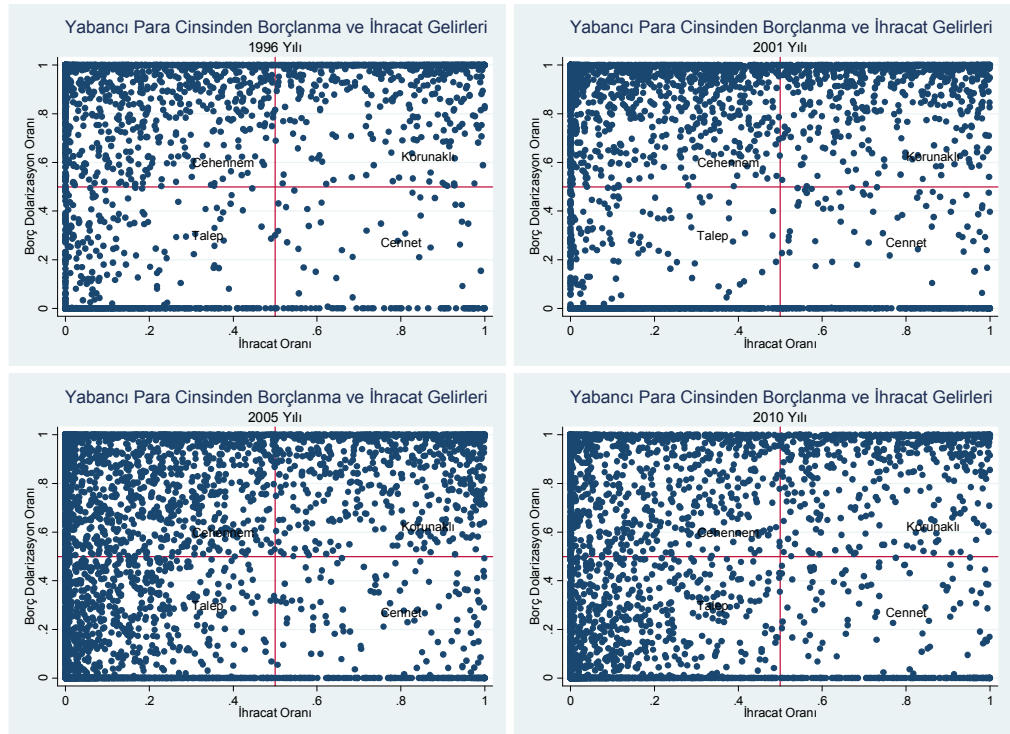 Yabancı Para Cinsinden Borçlanma ve İhracat Gelirleri
1996 Yılı
Borç Dolarizasyon Oranı
1
.8
.6
.4
.2
0
Cehennem
Korunaklı
Talep
Cennet
0 .2 .4 .6 .8 1
İhracat Oranı
Yabancı Para Cinsinden Borçlanma ve İhracat Gelirleri
2001 Yılı
Borç Dolarizasyon Oranı
1
.8
.6
.4
.2
0
Cehennem
Korunaklı
Talep
Cennet
0 .2 .4 .6 .8 1
İhracat Oranı
Yabancı Para Cinsinden Borçlanma ve İhracat Gelirleri
2005 Yılı
Borç Dolarizasyon Oranı
1
.8
.6
.4
.2
0
Cehennem
Korunaklı
Talep
Cennet
0 .2 .4 .6 .8 1
İhracat Oranı
Yabancı Para Cinsinden Borçlanma ve İhracat Gelirleri
2010 Yılı
Borç Dolarizasyon Oranı
1
.8
.6
.4
.2
0
Cehennem
Korunaklı
Talep
Cennet
0 .2 .4 .6 .8 1
İhracat Oranı